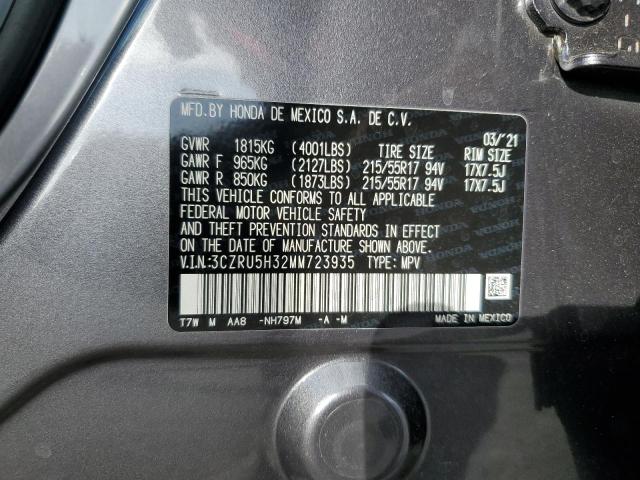 MFD.BY HONDA DE MEXICO S.A. DE C.V.
03/'21
GVWR 1815KG (4001LBS) TIRE SIZE RIM SIZE
GAWR F 965KG (2127LBS) 215/55R17 94V 17X7.5J
GAWR R 850KG (1873LBS) 215/55R17 94V 17X7.5J
THIS VEHICLE CONFORMS TO ALL APPLICABLE
FEDERAL MOTOR VEHICLE SAFETY
AND THEFT PREVENTION STANDARDS IN EFFECT
ON THE DATE OF MANUFACTURE SHOWN ABOVE.
V.I.N:3CZRU5H32MM723935 TYPE: MPV
T7W M AA8 -NH797M -A -M MADE IN MEXICO